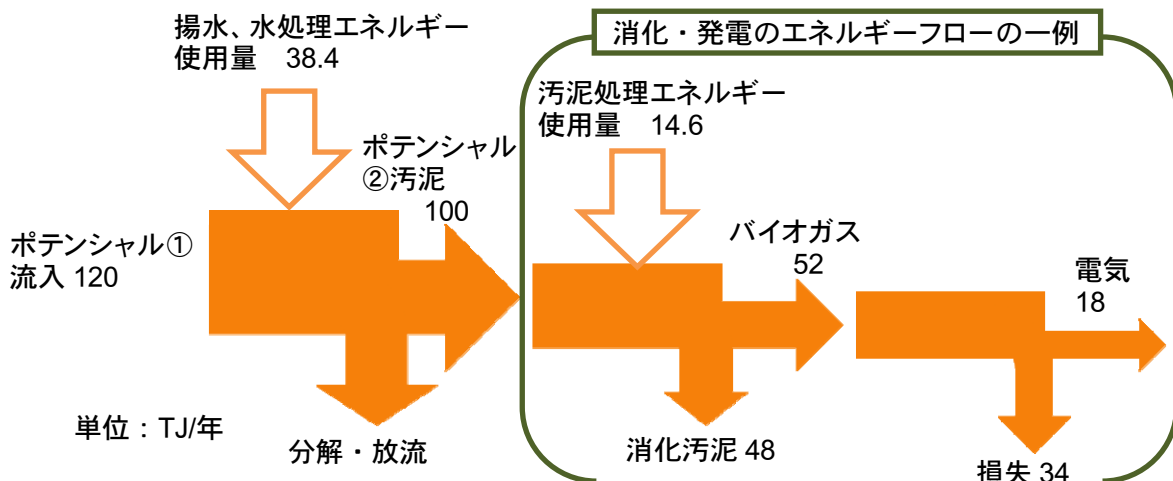 揚水、水処理エネルギー
使用量　38.4
消化・発電のエネルギーフローの一例
汚泥処理エネルギー
使用量　14.6
ポテンシャル
②汚泥
100
ポテンシャル①
流入 120
バイオガス
52
電気
18
単位：TJ/年
分解・放流
消化汚泥 48
損失 34